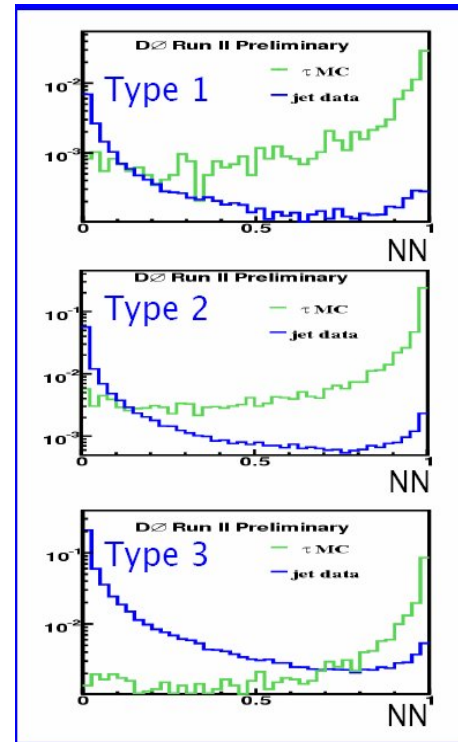 DØ Run II Preliminary
Type 1
τ MC
jet data
10⁻²
10⁻³
0
0.5
1
NN
DØ Run II Preliminary
Type 2
τ MC
jet data
10⁻¹
10⁻²
10⁻³
0
0.5
1
NN
DØ Run II Preliminary
Type 3
τ MC
jet data
10⁻¹
10⁻²
0
0.5
1
NN